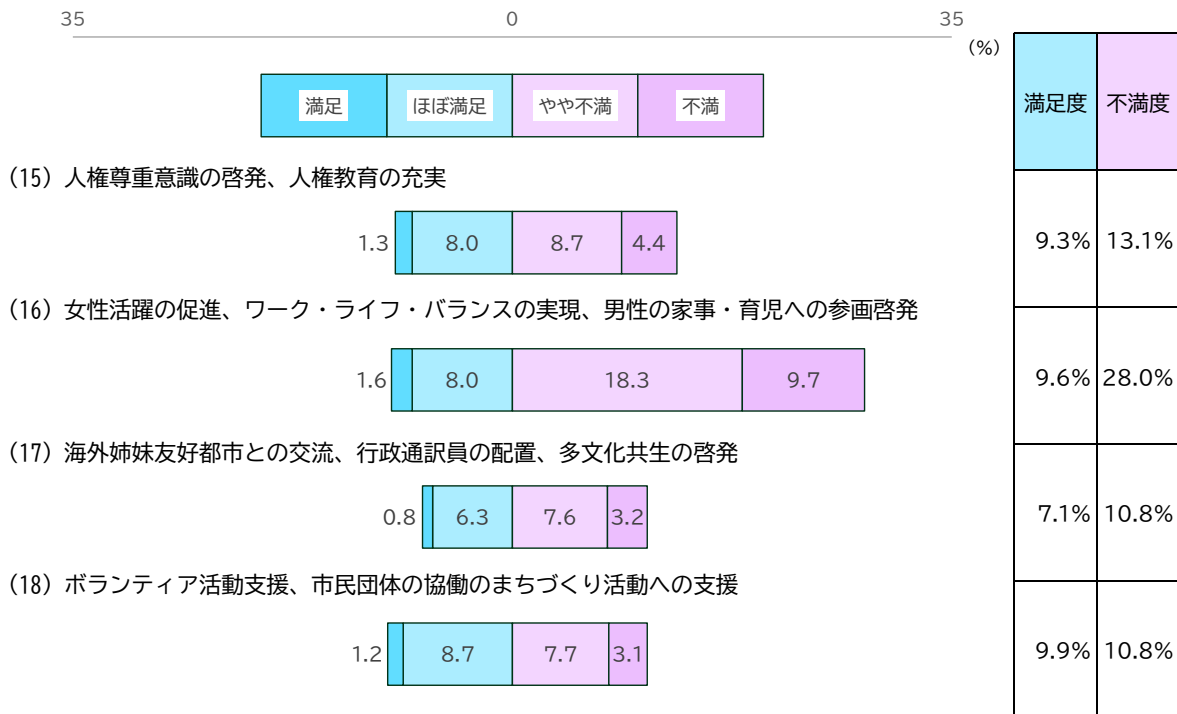 35 0 35
(%)
満足 ほぼ満足 やや不満 不満 満足度 不満度
(15) 人権尊重意識の啓発、人権教育の充実
1.3 8.0 8.7 4.4 9.3% 13.1%
(16) 女性活躍の促進、ワーク・ライフ・バランスの実現、男性の家事・育児への参画啓発
1.6 8.0 18.3 9.7 9.6% 28.0%
(17) 海外姉妹友好都市との交流、行政通訳員の配置、多文化共生の啓発
0.8 6.3 7.6 3.2 7.1% 10.8%
(18) ボランティア活動支援、市民団体の協働のまちづくり活動への支援
1.2 8.7 7.7 3.1 9.9% 10.8%